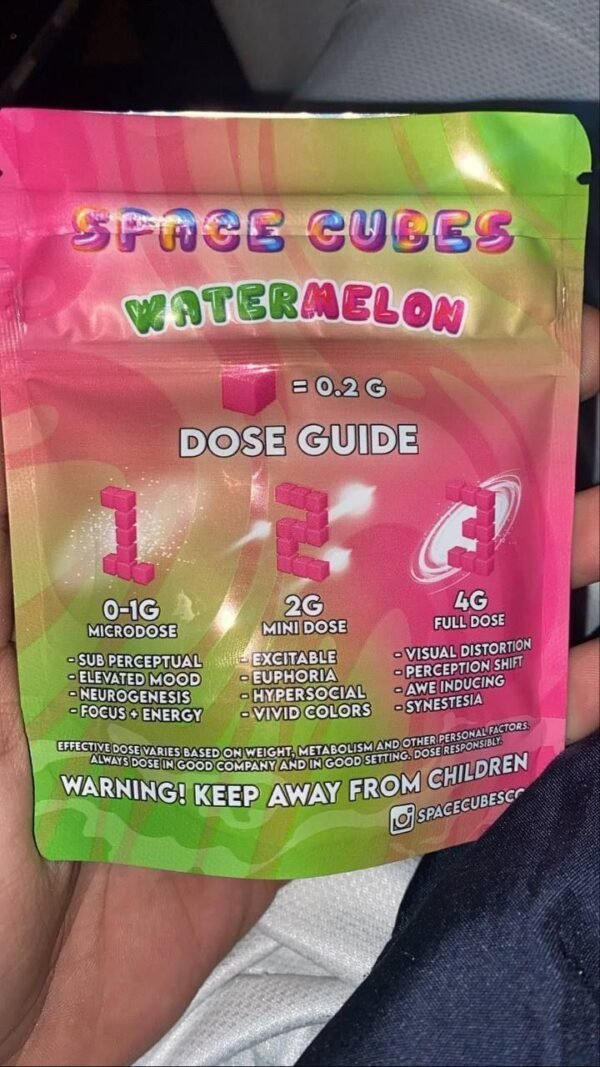 SPACE CUBES
WATERMELON
= 0.2 G
DOSE GUIDE
1 2 3
0-1G
MICRODOSE
- SUB PERCEPTUAL
- ELEVATED MOOD
- NEUROGENESIS
- FOCUS + ENERGY
2G
MINI DOSE
- EXCITABLE
- EUPHORIA
- HYPERSOCIAL
- VIVID COLORS
4G
FULL DOSE
- VISUAL DISTORTION
- PERCEPTION SHIFT
- AWE INDUCING
- SYNESTESIA
EFFECTIVE DOSE VARIES BASED ON WEIGHT, METABOLISM AND OTHER PERSONAL FACTORS.
ALWAYS DOSE IN GOOD COMPANY AND IN GOOD SETTING. DOSE RESPONSIBLY.
WARNING! KEEP AWAY FROM CHILDREN
SPACECUBESC